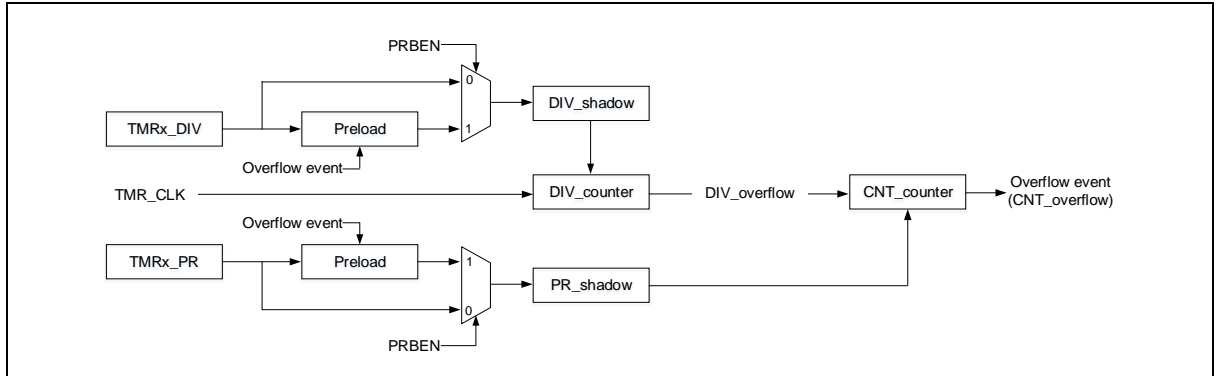 PRBEN
0
DIV_shadow
TMRx_DIV
Preload
1
Overflow event
TMR_CLK
DIV_counter
DIV_overflow
CNT_counter
Overflow event
(CNT_overflow)
Overflow event
TMRx_PR
Preload
1
PR_shadow
0
PRBEN